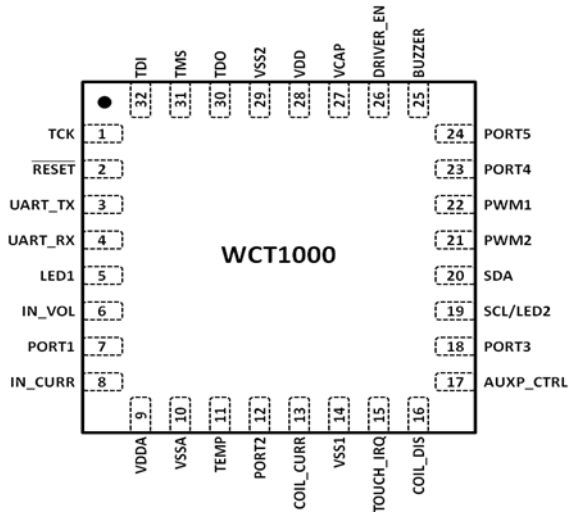 TDI
TMS
TDO
VSS2
VDD
VCAP
DRIVER_EN
BUZZER
32
31
30
29
28
27
26
25
TCK 1
RESET 2
UART_TX 3
UART_RX 4
LED1 5
IN_VOL 6
PORT1 7
IN_CURR 8
WCT1000
24 PORT5
23 PORT4
22 PWM1
21 PWM2
20 SDA
19 SCL/LED2
18 PORT3
17 AUXP_CTRL
9
10
11
12
13
14
15
16
VDDA
VSSA
TEMP
PORT2
COIL_CURR
VSS1
TOUCH_IRQ
COIL_DIS